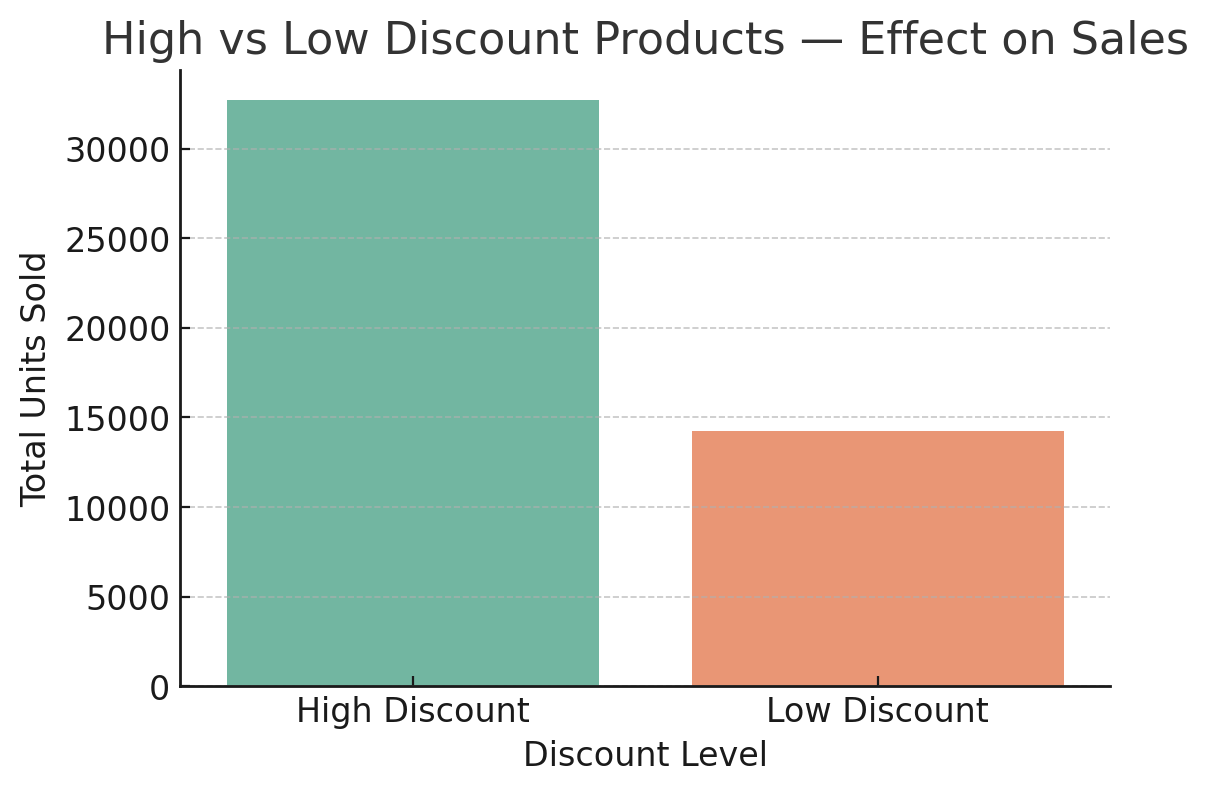 High vs Low Discount Products — Effect on Sales
Total Units Sold
30000
25000
20000
15000
10000
5000
0
High Discount
Low Discount
Discount Level